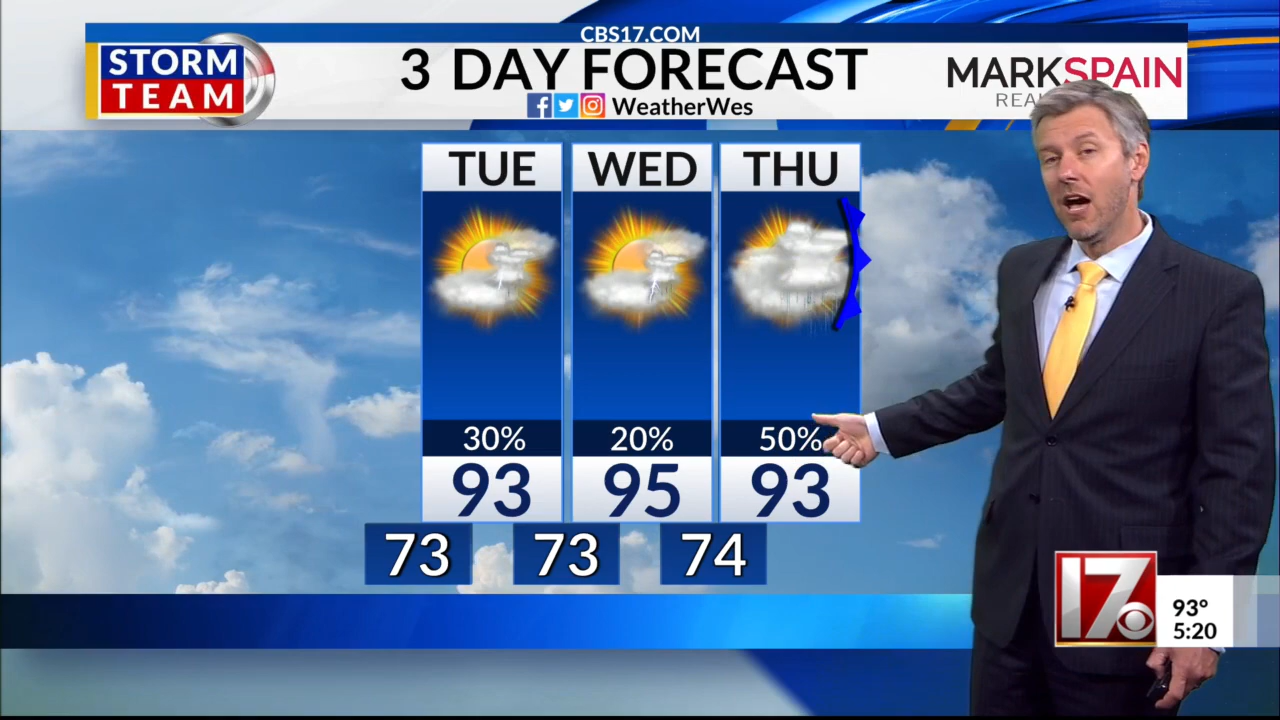 CBS17.COM
STORM
TEAM
3 DAY FORECAST
WeatherWes
MARKSPAIN
REAL
TUE WED THU
30% 20% 50%
93 95 93
73 73 74
17
93°
5:20